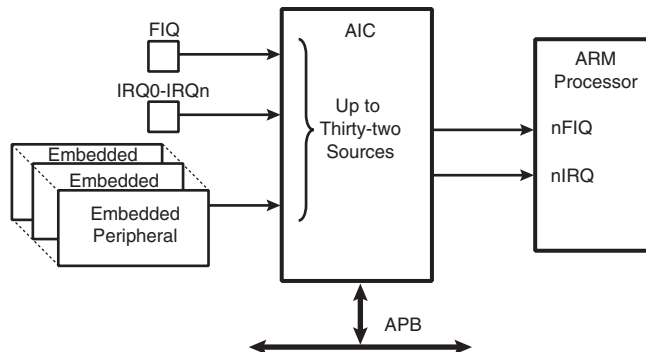 FIQ
IRQ0-IRQn
Embedded
Embedded
Embedded
Peripheral
AIC
Up to
Thirty-two
Sources
ARM
Processor
nFIQ
nIRQ
APB